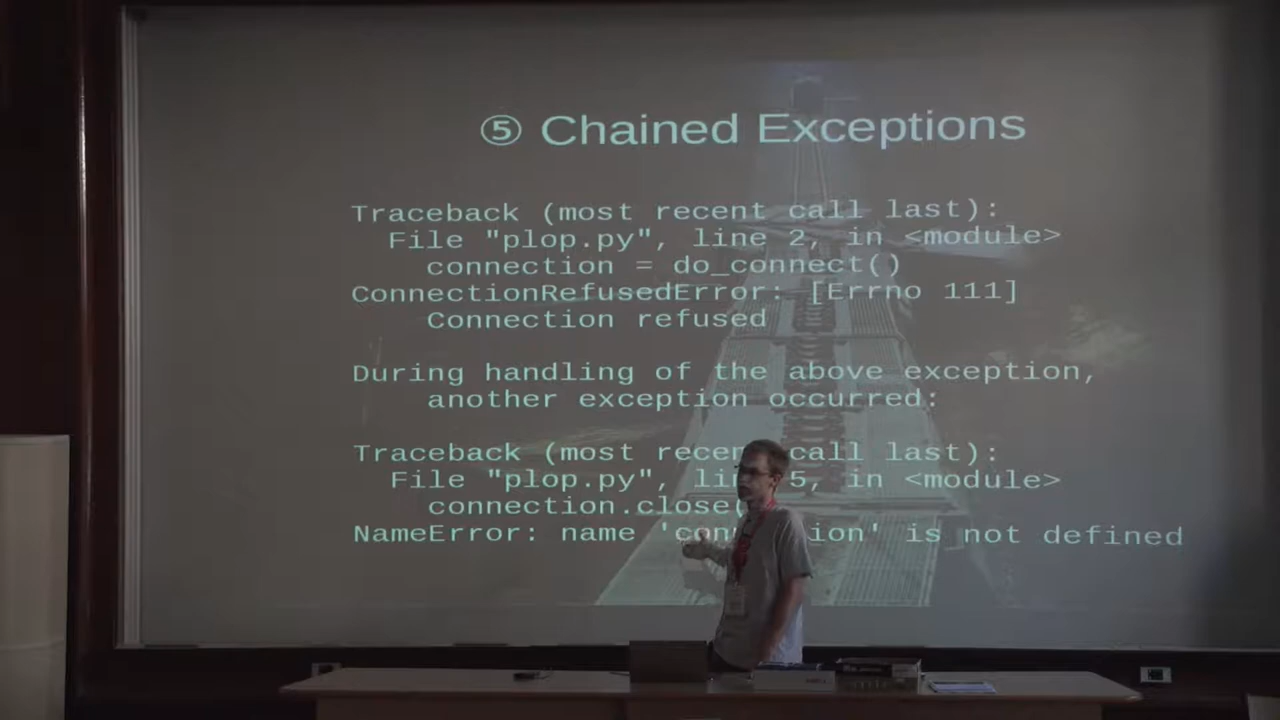 ⑤ Chained Exceptions
Traceback (most recent call last):
File "plop.py", line 2, in <module>
connection = do_connect()
ConnectionRefusedError: [Errno 111]
Connection refused
During handling of the above exception,
another exception occurred:
Traceback (most recent call last):
File "plop.py", line 5, in <module>
connection.close(
NameError: name 'connection' is not defined